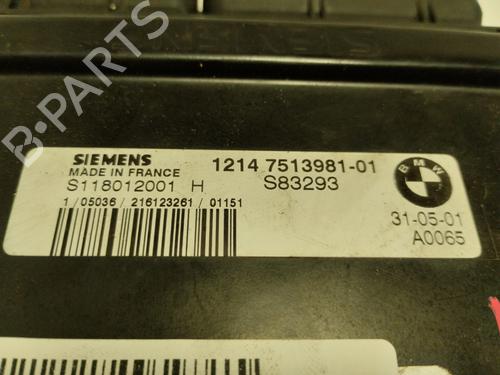 SIEMENS
SIEMENS
MADE IN FRANCE
1214 7513981-01
S118012001 H
S83293
1/05036/216123261/01151
BMW
31-05-01
A0065
B-PARTS